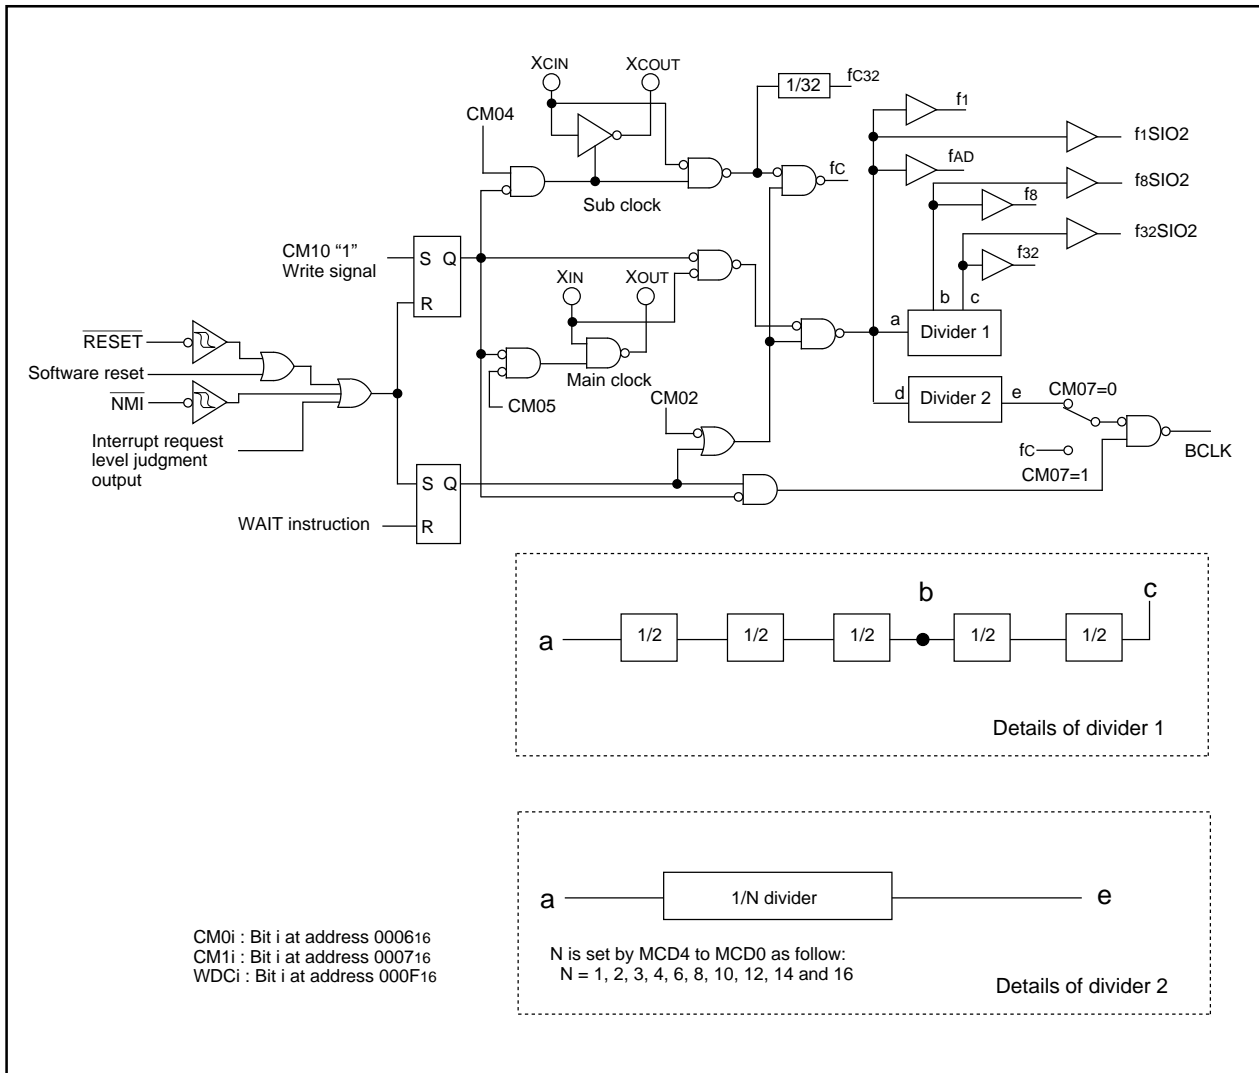 XCIN
XCOUT
fC32
1/32
f1
CM04
f1SIO2
fAD
fC
f8SIO2
Sub clock
f8
CM10 “1”
Write signal
S Q
R
f32SIO2
f32
XIN
XOUT
b
c
a
Divider 1
RESET
Software reset
Main clock
NMI
CM05
CM02
d
Divider 2
e
CM07=0
Interrupt request
level judgment
output
fC
BCLK
CM07=1
S Q
R
WAIT instruction
a
1/2
1/2
1/2
b
1/2
1/2
c
Details of divider 1
a
1/N divider
e
CM0i : Bit i at address 000616
CM1i : Bit i at address 000716
WDCi : Bit i at address 000F16
N is set by MCD4 to MCD0 as follow:
N = 1, 2, 3, 4, 6, 8, 10, 12, 14 and 16
Details of divider 2